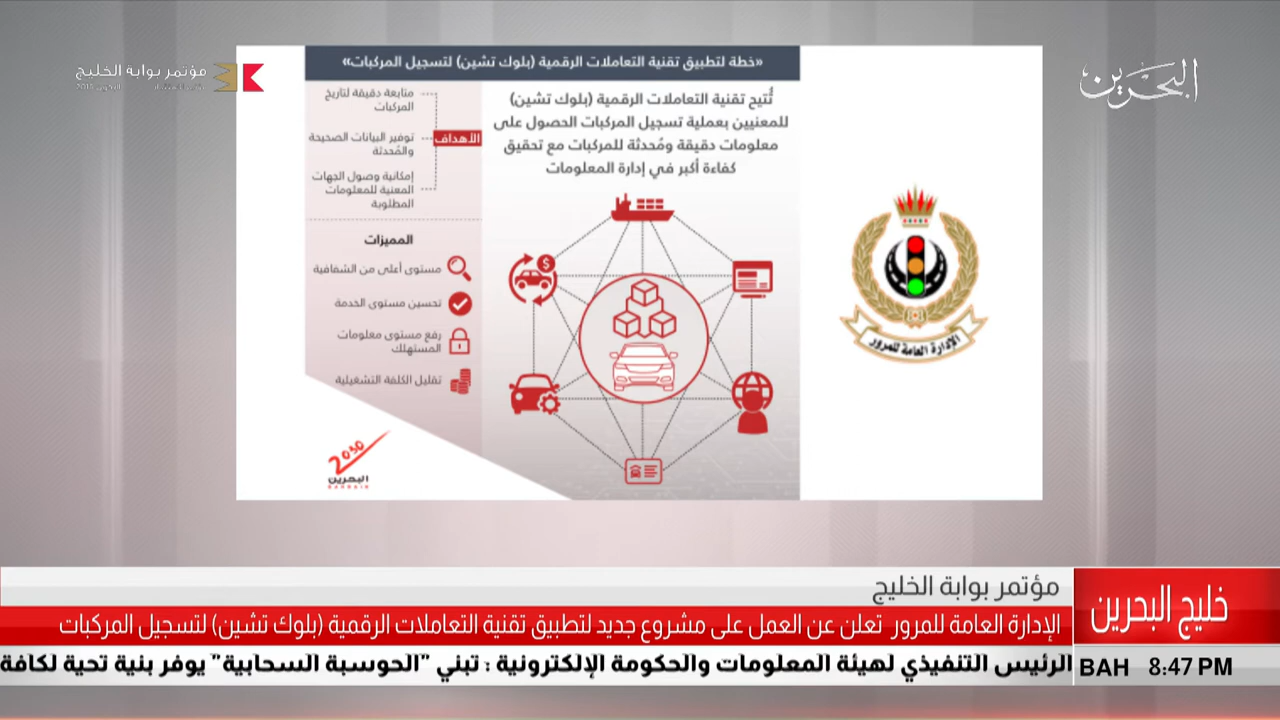 مؤتمر بوابة الخليج
البحرين
«خطة لتطبيق تقنية التعاملات الرقمية (بلوك تشين) لتسجيل المركبات»
تُتيح تقنية التعاملات الرقمية (بلوك تشين)
للمعنيين بعملية تسجيل المركبات الحصول على
معلومات دقيقة ومُحدثة للمركبات مع تحقيق
كفاءة أكبر في إدارة المعلومات
الأهداف
متابعة دقيقة لتاريخ
المركبات
توفير البيانات الصحيحة
والمُحدثة
إمكانية وصول الجهات
المعنية للمعلومات
المطلوبة
المميزات
مستوى أعلى من الشفافية
تحسين مستوى الخدمة
رفع مستوى معلومات
المستهلك
تقليل الكلفة التشغيلية
2030
البحرين
BAHRAIN
الإدارة العامة للمرور
خليج البحرين
مؤتمر بوابة الخليج
الإدارة العامة للمرور تعلن عن العمل على مشروع جديد لتطبيق تقنية التعاملات الرقمية (بلوك تشين) لتسجيل المركبات
الرئيس التنفيذي لهيئة المعلومات والحكومة الإلكترونية : تبني "الحوسبة السحابية" يوفر بنية تحية لكافة
BAH 8:47 PM